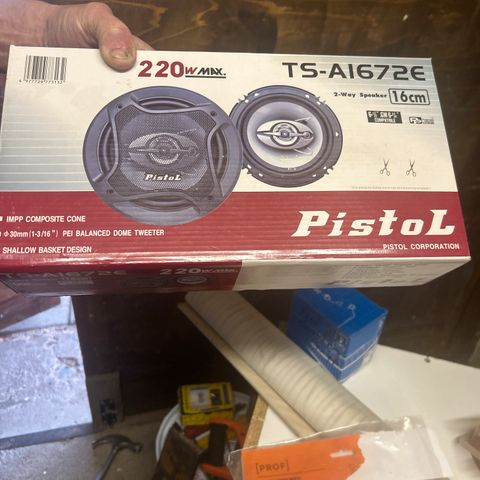 220W MAX.
TS-A1672E
2-Way Speaker 16cm
COMPATIBLE
PistoL
IMPP COMPOSITE CONE
Φ30mm(1-3/16") PEI BALANCED DOME TWEETER
SHALLOW BASKET DESIGN
PistoL
PISTOL CORPORATION
TS-A1672E
220W MAX.
[PROF]